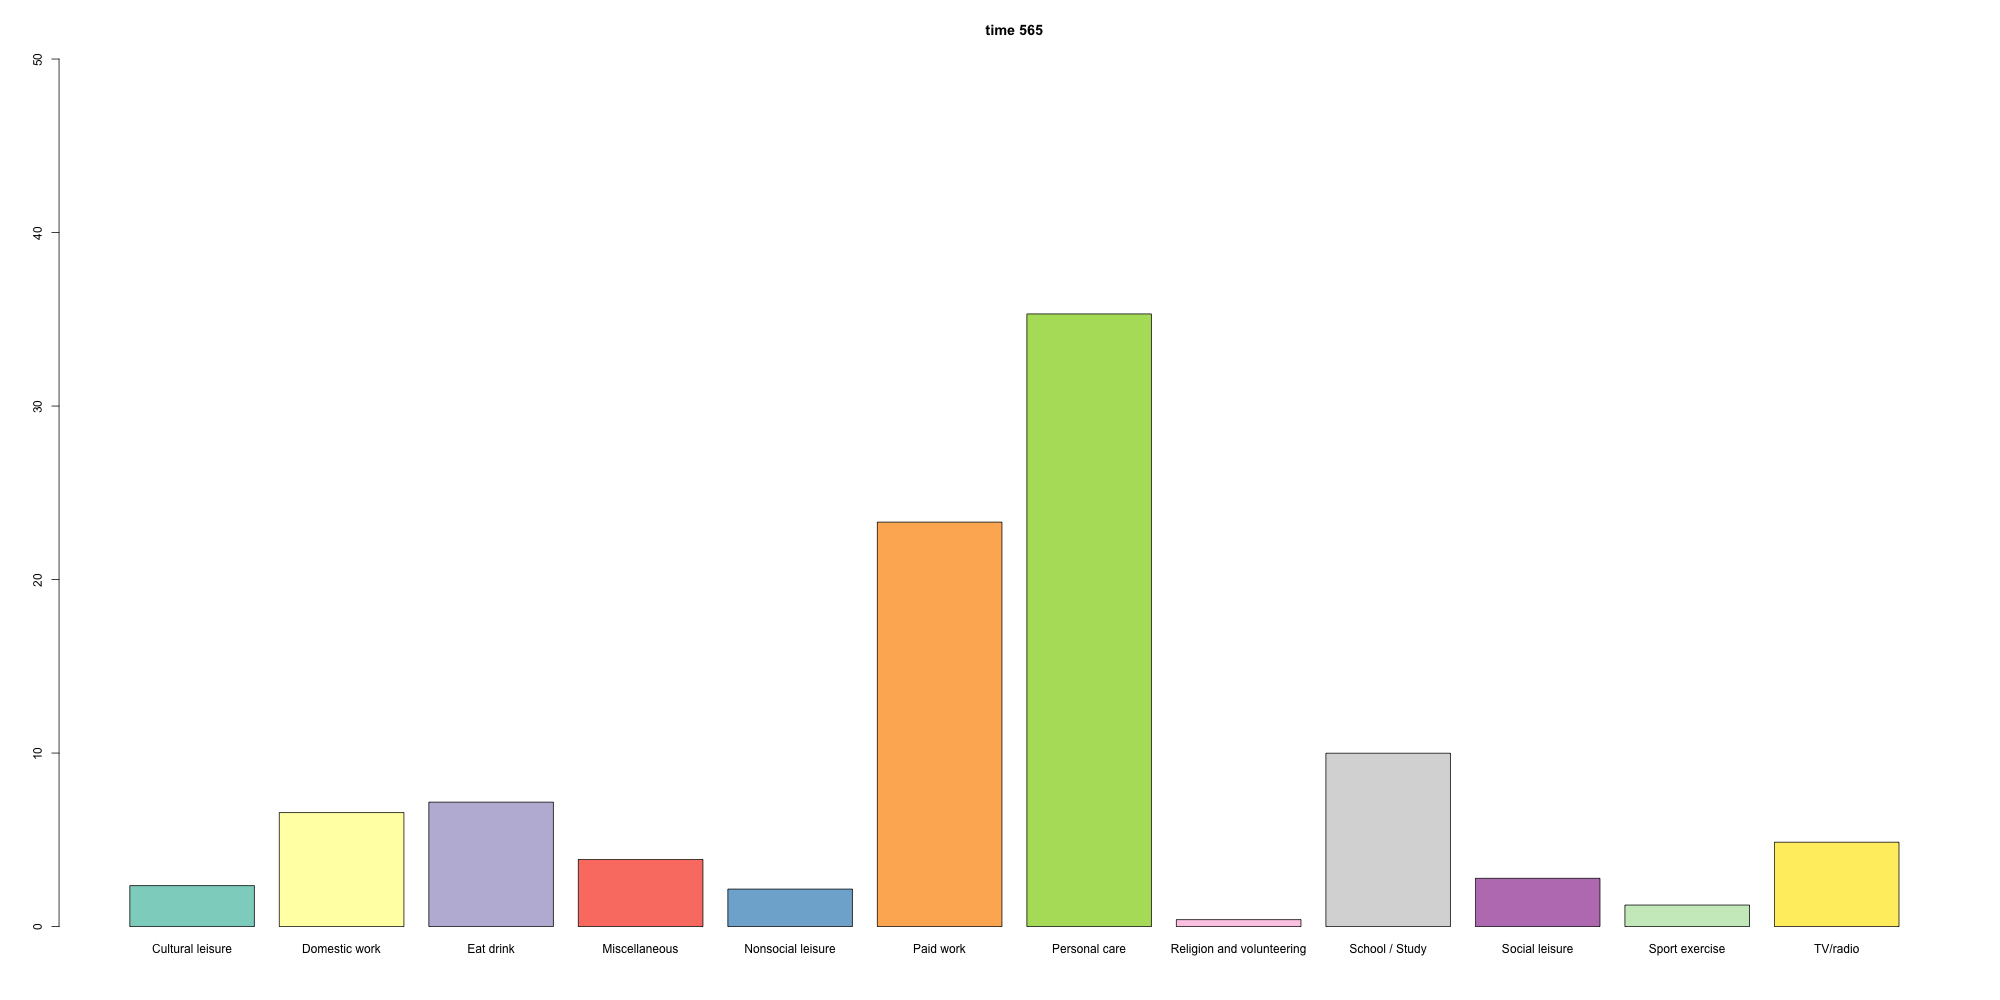 time 565
50
40
30
20
10
0
Cultural leisure
Domestic work
Eat drink
Miscellaneous
Nonsocial leisure
Paid work
Personal care
Religion and volunteering
School / Study
Social leisure
Sport exercise
TV/radio